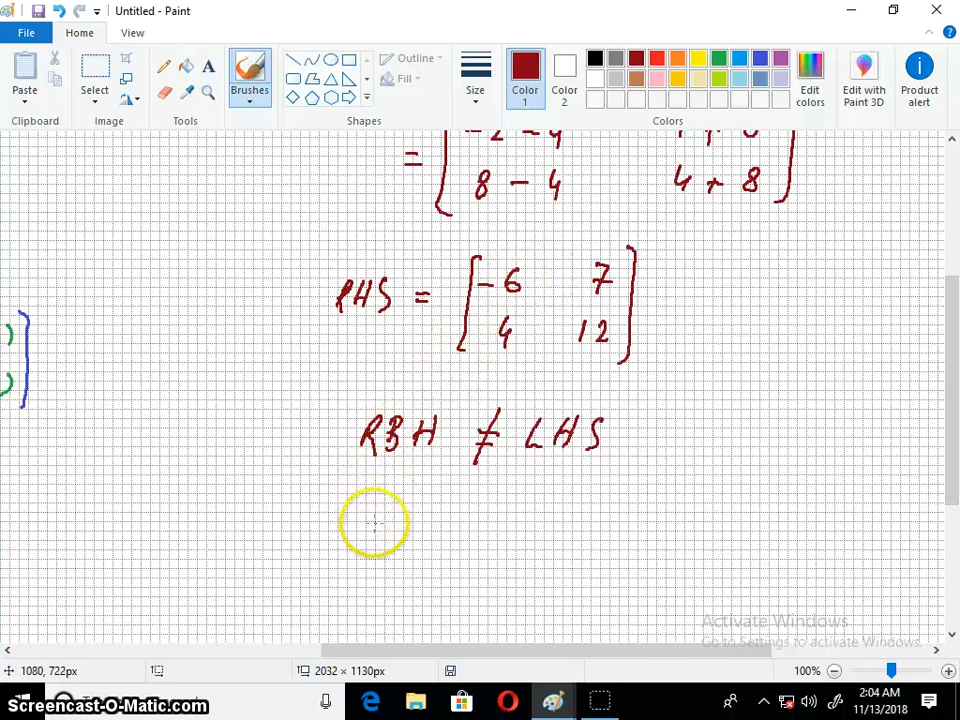 Untitled - Paint
File Home View
Paste Select Brushes Outline Fill Size Color 1 Color 2 Edit colors Edit with Paint 3D Product alert
Clipboard Image Tools Shapes Colors
=
8 - 4 4 + 8
RHS = [ -6 7
4 12 ]
RBH ≠ LHS
Activate Windows
Go to Settings to activate Windows.
1080, 722px 2032 × 1130px 100%
2:04 AM
11/13/2018
Screencast-O-Matic.com